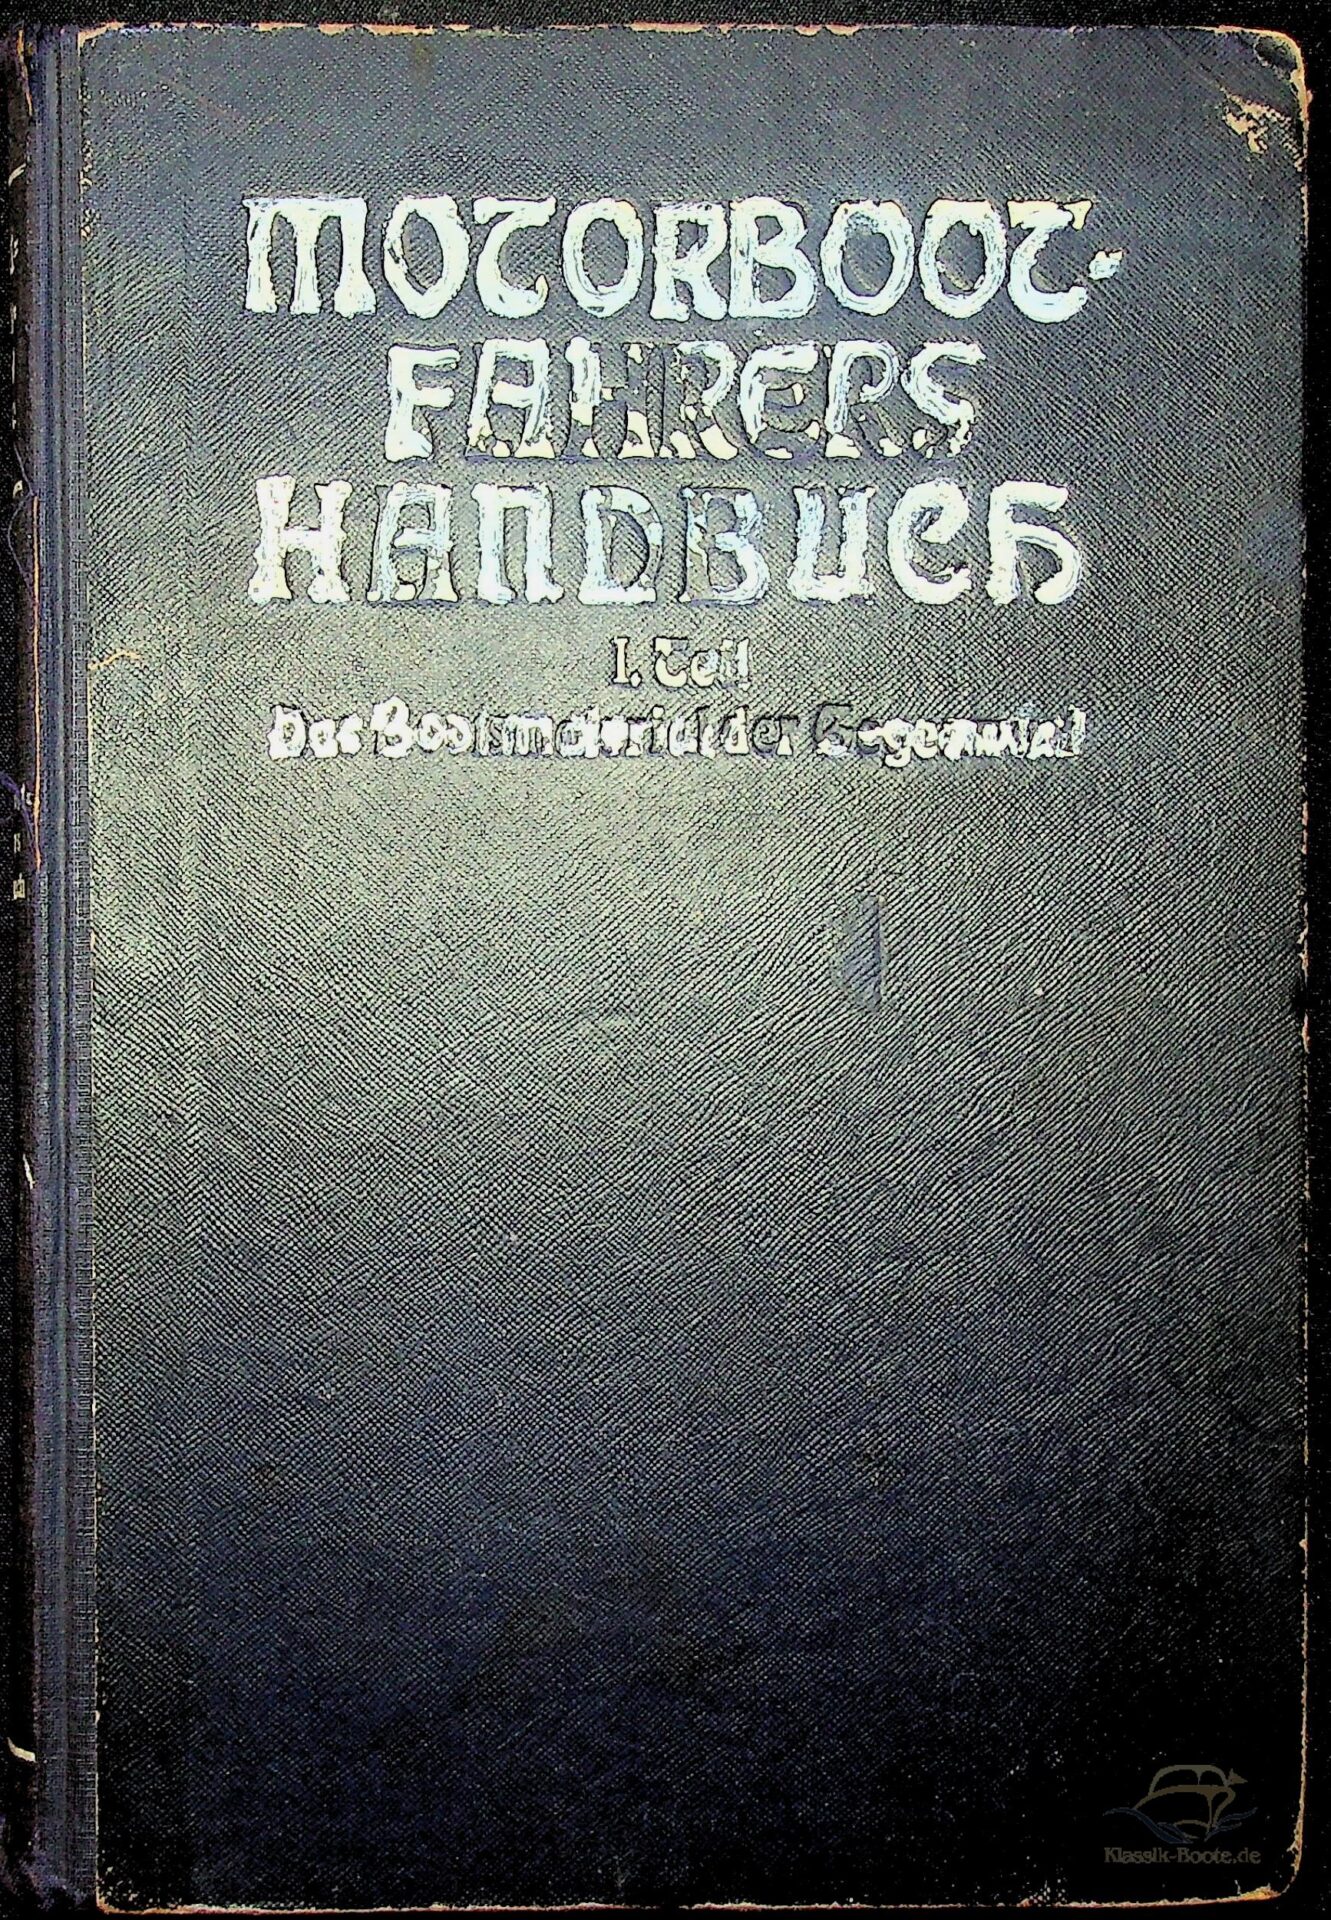 MOTORBOOT-
FAHRERS
HANDBUCH
I. Teil
Das Bootsmaterial der Gegenwart
Klassik-Boote.de